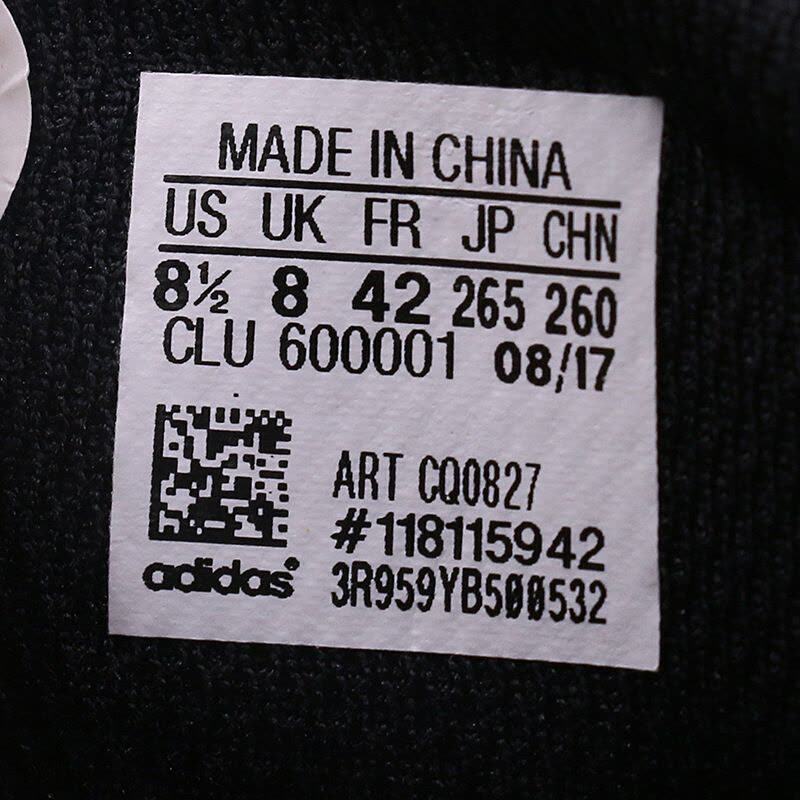 MADE IN CHINA
US UK FR JP CHN
8½ 8 42 265 260
CLU 600001 08/17
ART CQ0827
#118115942
adidas®
3R959YB500532